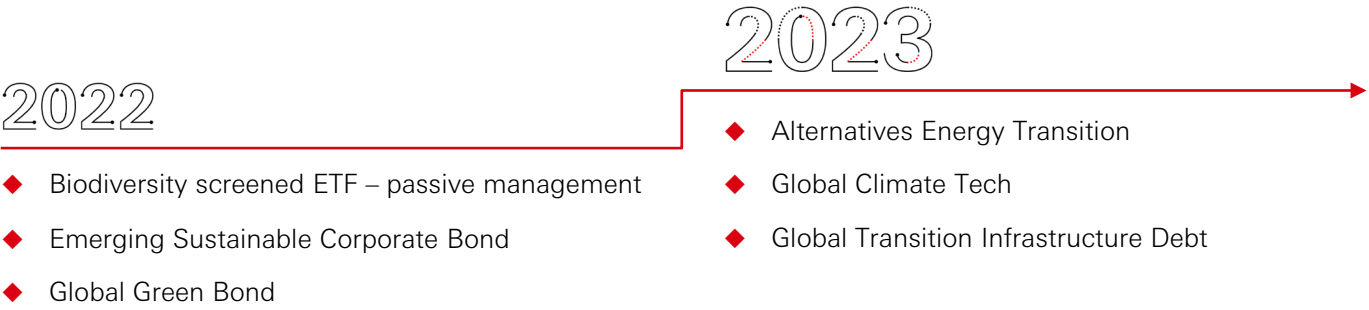 2022
Biodiversity screened ETF – passive management
Emerging Sustainable Corporate Bond
Global Green Bond
2023
Alternatives Energy Transition
Global Climate Tech
Global Transition Infrastructure Debt